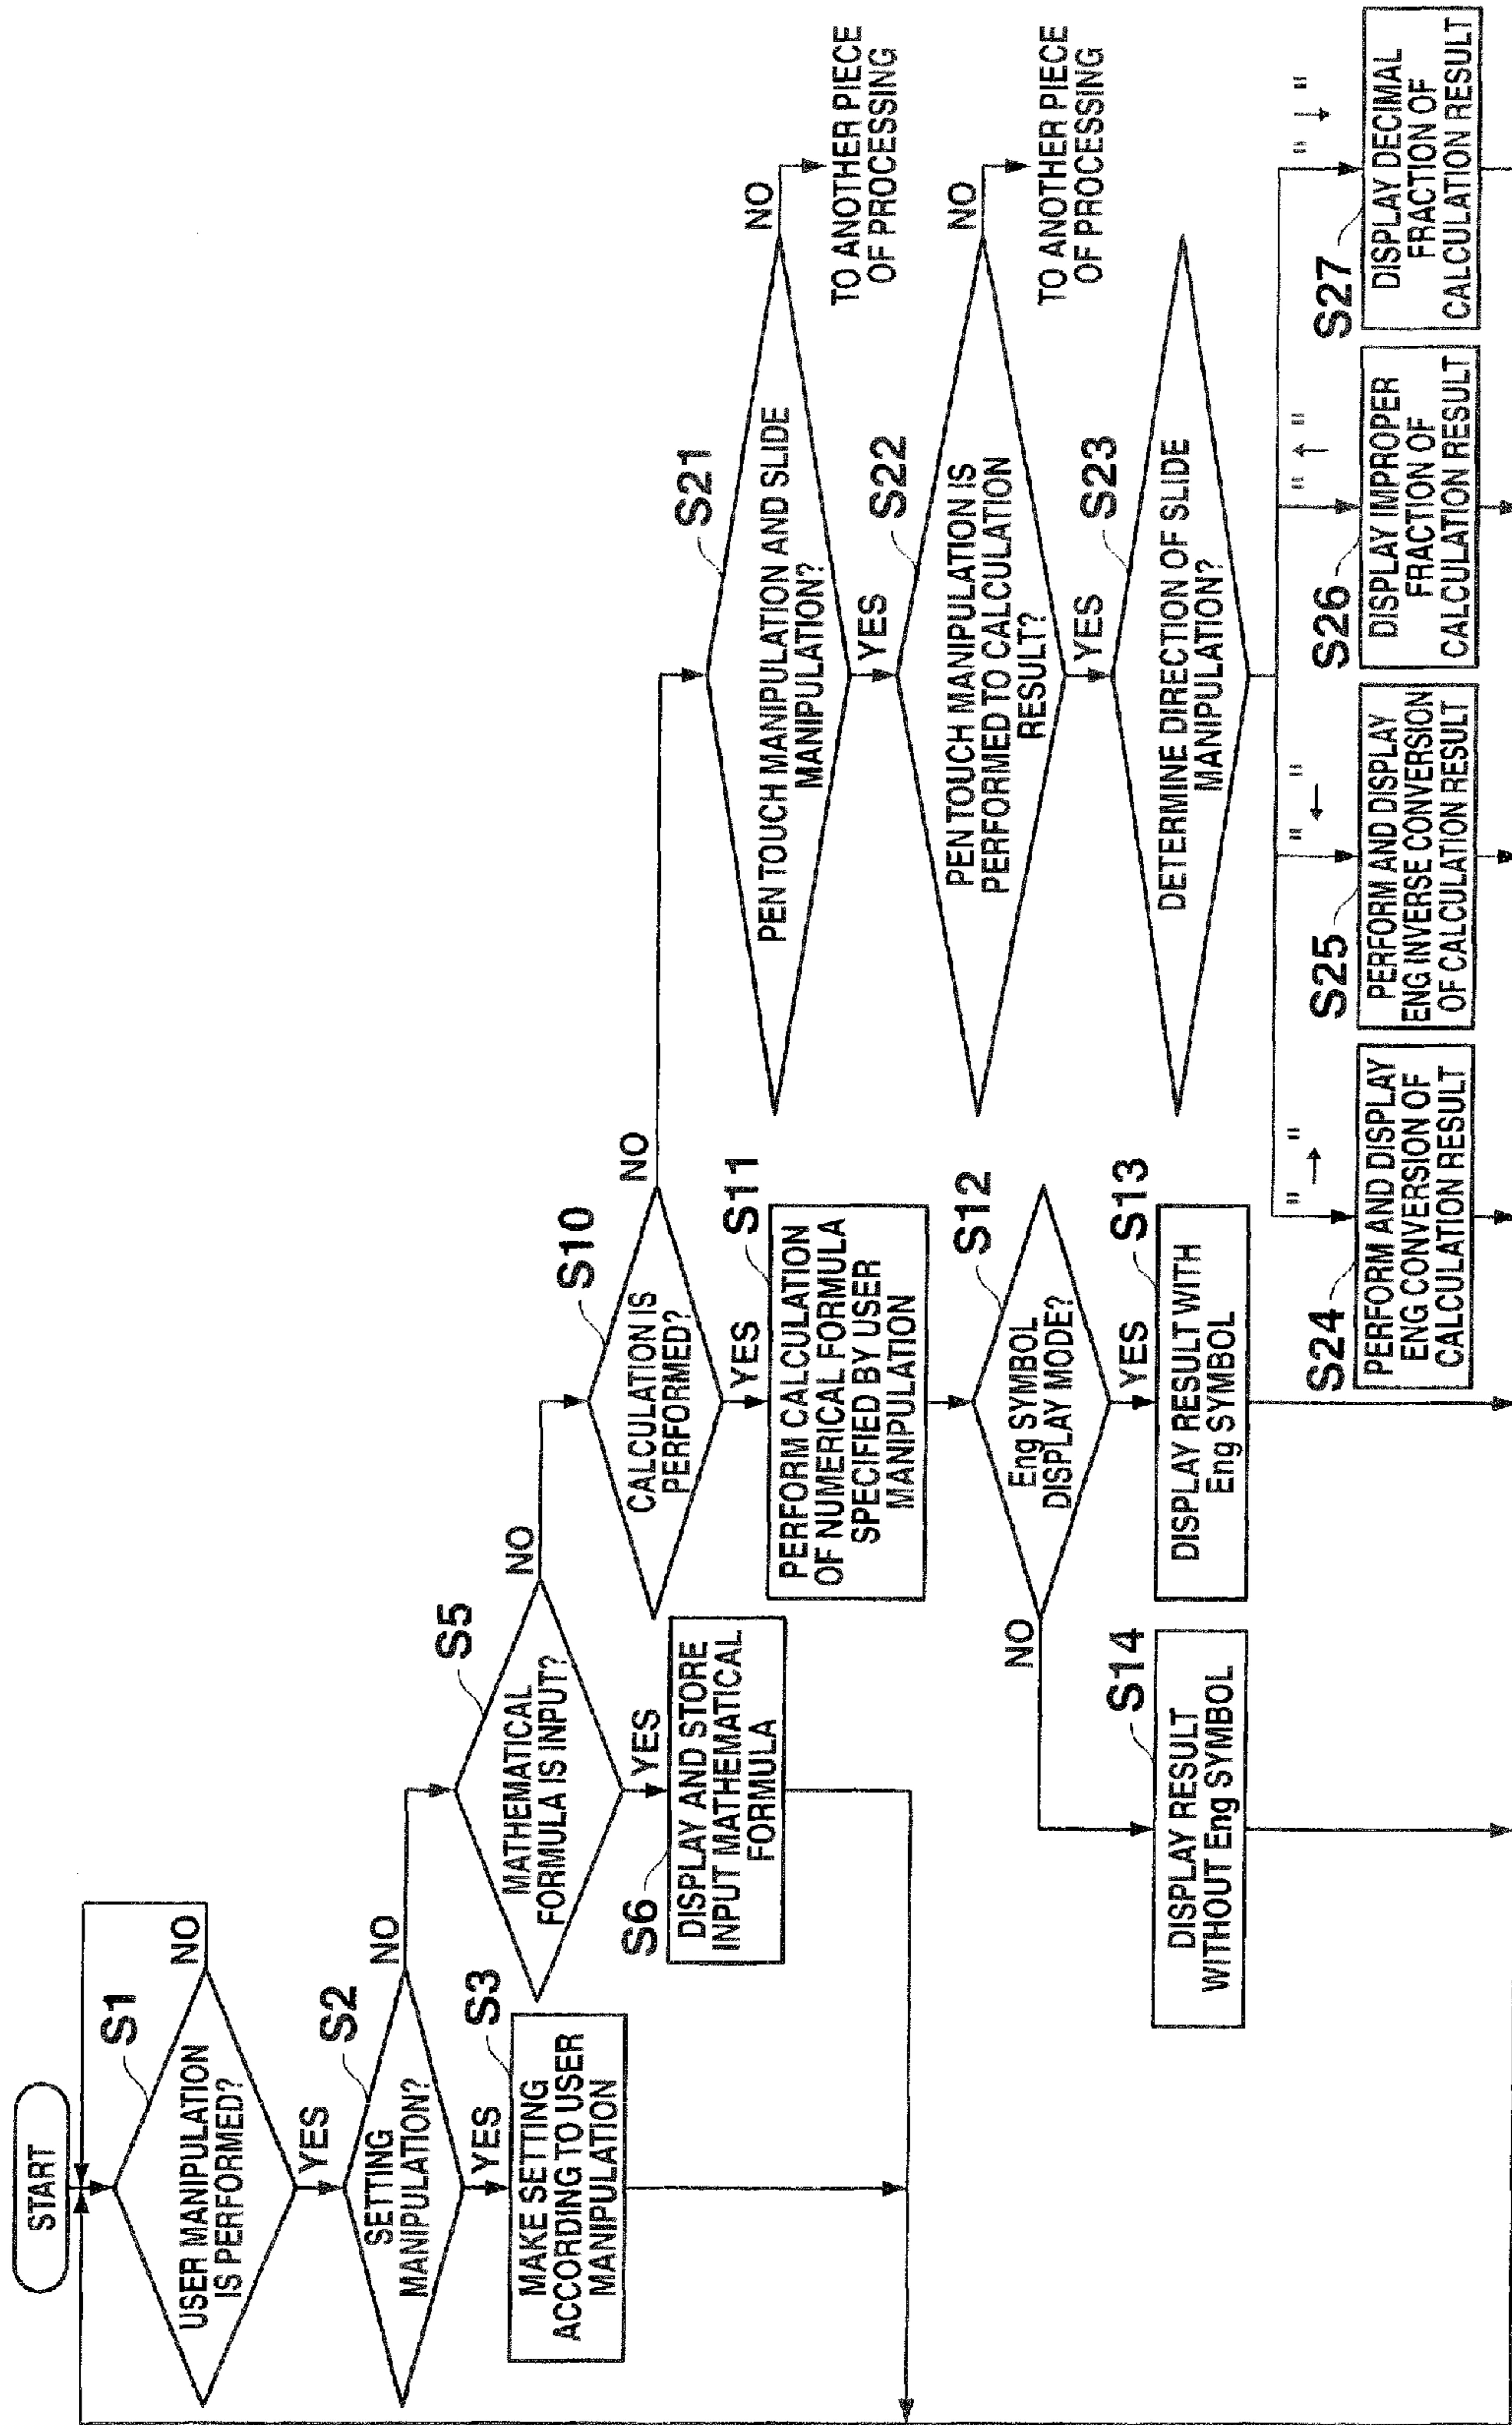 START
S1
USER MANIPULATION
IS PERFORMED?
NO
YES
S2
SETTING
MANIPULATION?
NO
YES
S3
MAKE SETTING
ACCORDING TO USER
MANIPULATION
S5
MATHEMATICAL
FORMULA IS INPUT?
NO
YES
S6
DISPLAY AND STORE
INPUT MATHEMATICAL
FORMULA
S10
CALCULATION IS
PERFORMED?
NO
YES
S11
PERFORM CALCULATION
OF NUMERICAL FORMULA
SPECIFIED BY USER
MANIPULATION
S12
Eng SYMBOL
DISPLAY MODE?
NO
YES
S13
DISPLAY RESULT WITH
Eng SYMBOL
S14
DISPLAY RESULT
WITHOUT Eng SYMBOL
S21
PEN TOUCH MANIPULATION AND SLIDE
MANIPULATION?
NO
TO ANOTHER PIECE
OF PROCESSING
YES
S22
PEN TOUCH MANIPULATION IS
PERFORMED TO CALCULATION
RESULT?
NO
TO ANOTHER PIECE
OF PROCESSING
YES
S23
DETERMINE DIRECTION OF SLIDE
MANIPULATION?
" → "
S24
PERFORM AND DISPLAY
ENG CONVERSION OF
CALCULATION RESULT
" ← "
S25
PERFORM AND DISPLAY
ENG INVERSE CONVERSION
OF CALCULATION RESULT
" ↑ "
S26
DISPLAY IMPROPER
FRACTION OF
CALCULATION RESULT
" ↓ "
S27
DISPLAY DECIMAL
FRACTION OF
CALCULATION RESULT